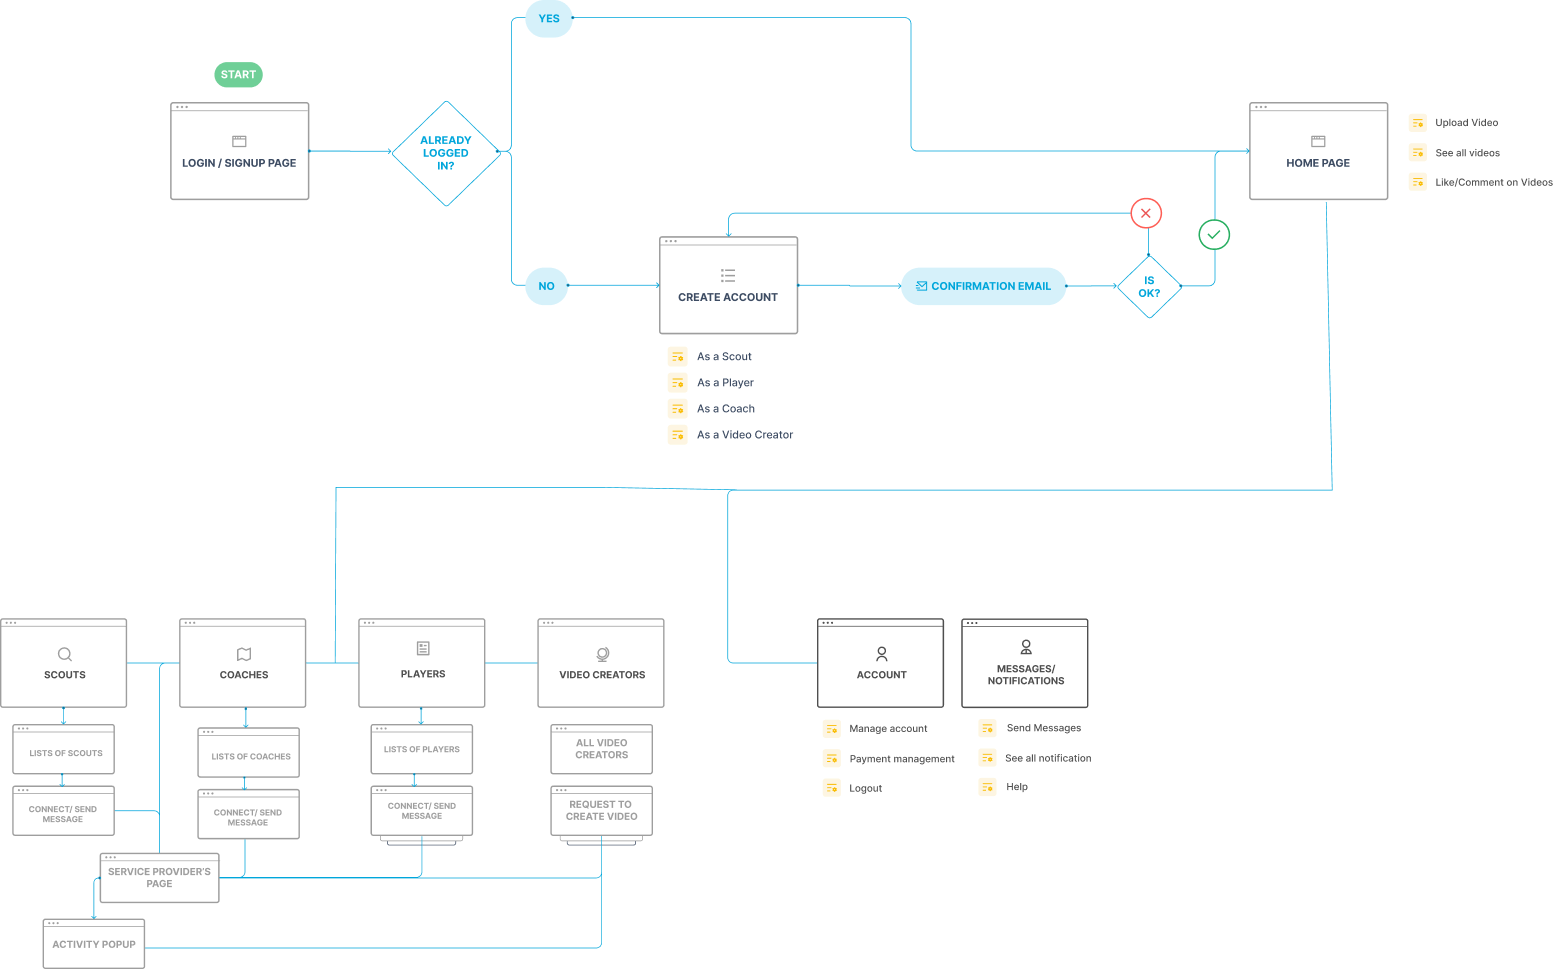 YES
START
ALREADY
LOGGED
IN?
LOGIN / SIGNUP PAGE
HOME PAGE
Upload Video
See all videos
Like/Comment on Videos
NO
CREATE ACCOUNT
CONFIRMATION EMAIL
IS
OK?
As a Scout
As a Player
As a Coach
As a Video Creator
SCOUTS
COACHES
PLAYERS
VIDEO CREATORS
ACCOUNT
MESSAGES/
NOTIFICATIONS
LISTS OF SCOUTS
LISTS OF COACHES
LISTS OF PLAYERS
ALL VIDEO
CREATORS
Manage account
Payment management
Logout
Send Messages
See all notification
Help
CONNECT/ SEND
MESSAGE
CONNECT/ SEND
MESSAGE
CONNECT/ SEND
MESSAGE
REQUEST TO
CREATE VIDEO
SERVICE PROVIDER'S
PAGE
ACTIVITY POPUP